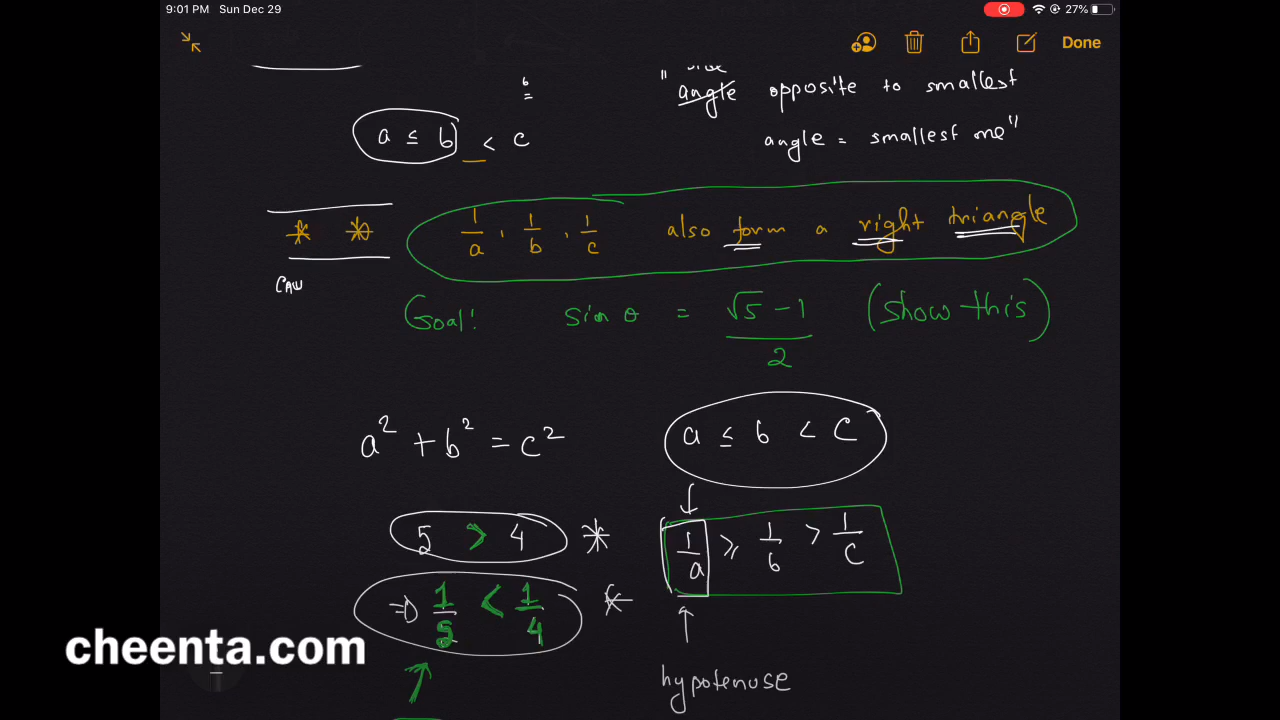 9:01 PM Sun Dec 29
27%
Done
b
=
" side
angle opposite to smallest
a ≤ b < c
angle = smallest one"
* * 1/a , 1/b , 1/c also form a right triangle
Goal! sin θ = (√5 - 1)/2 (Show this)
a² + b² = c²
a ≤ b < c
5 > 4 *
1/a ≥ 1/b > 1/c
⇒ 1/5 < 1/4 *
cheenta.com
hypotenuse